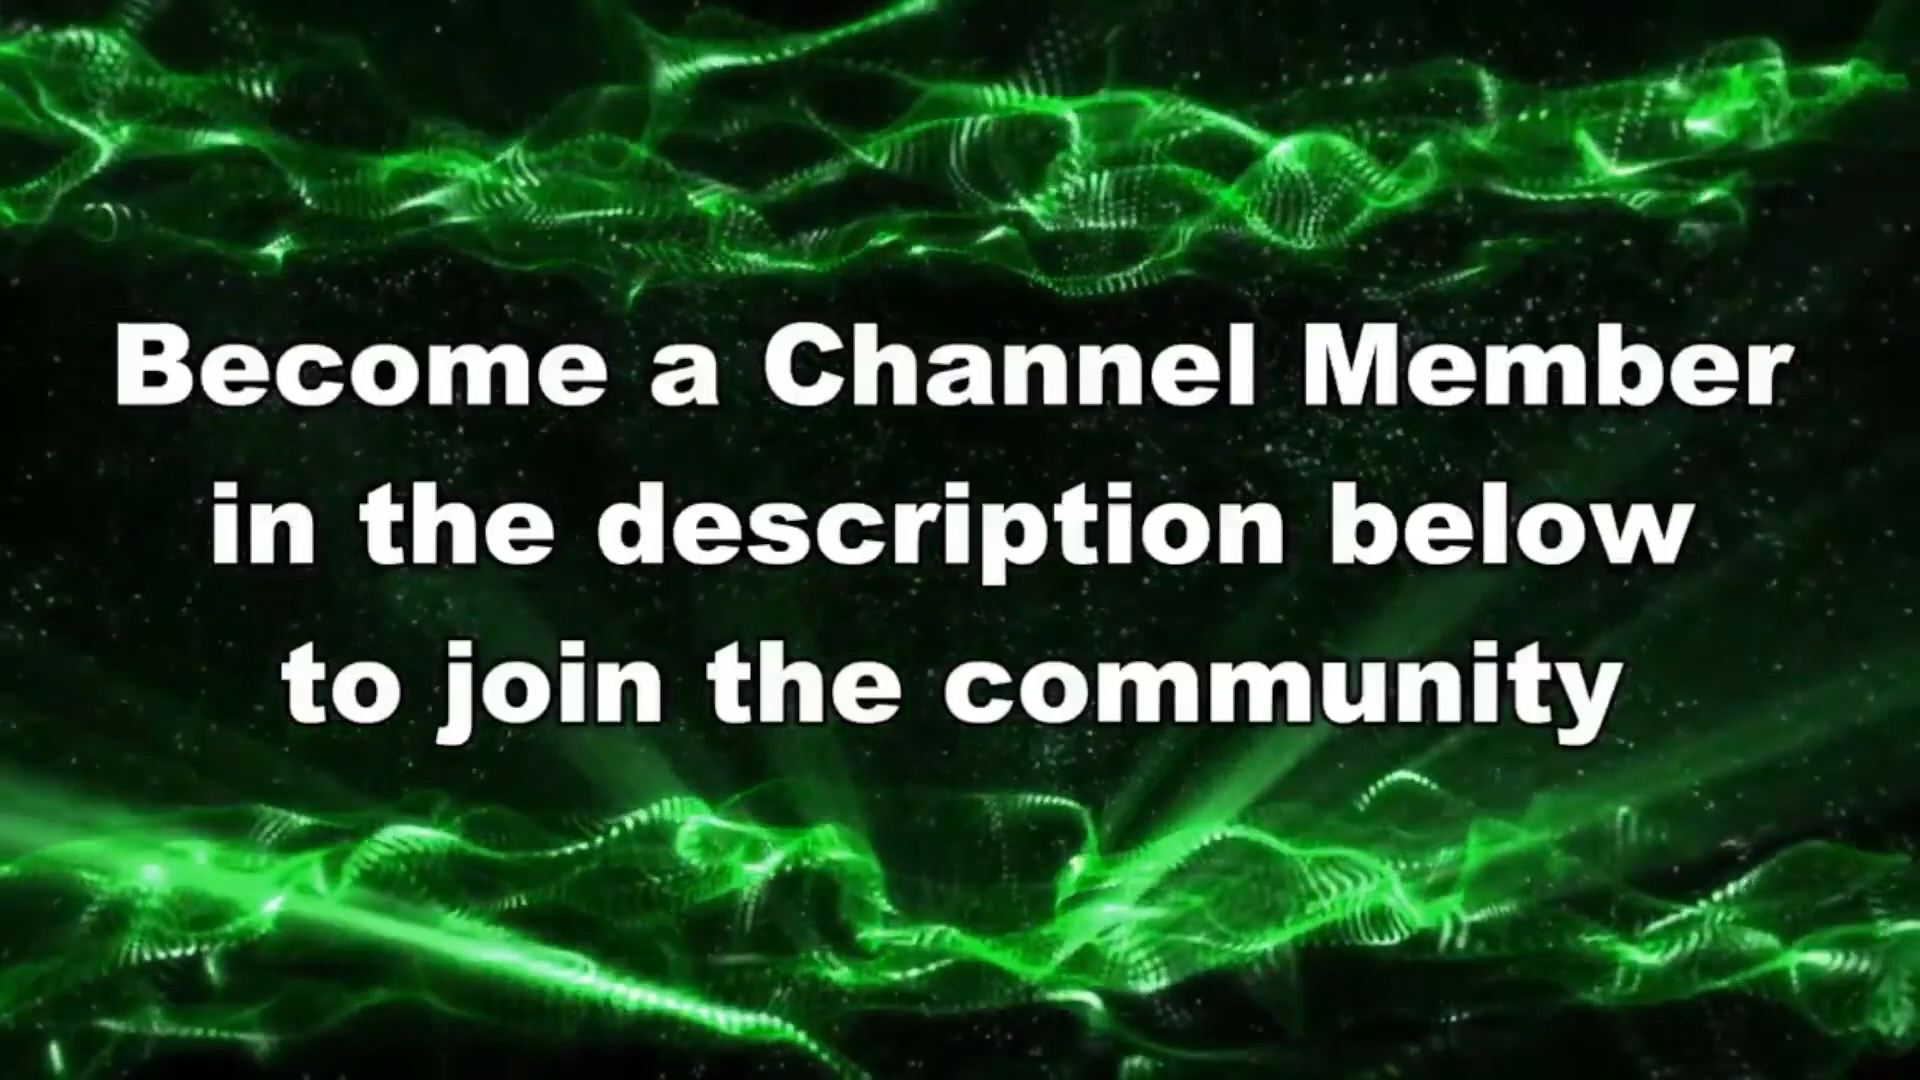 Become a Channel Member
in the description below
to join the community